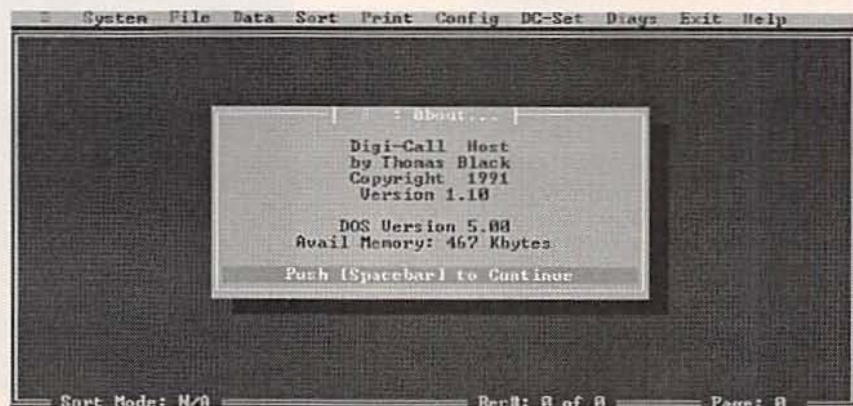 System File Data Sort Print Config DC-Set Diags Exit Help
: About...
Digi-Call Host
by Thomas Black
Copyright 1991
Version 1.10
DOS Version 5.00
Avail Memory: 467 Kbytes
Push [Spacebar] to Continue
Sort Mode: N/A Rec#: 0 of 0 Page: 0